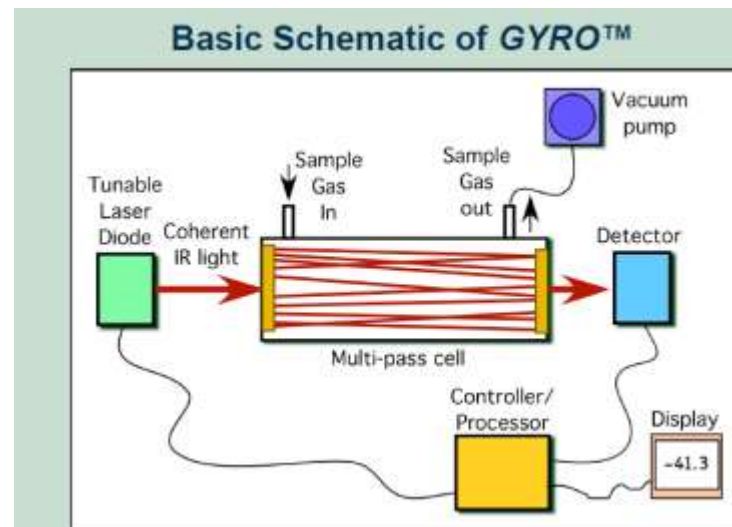 Basic Schematic of GYRO™
Vacuum
pump
Sample
Gas
In
Sample
Gas
out
Tunable
Laser
Diode
Coherent
IR light
Detector
Multi-pass cell
Controller/
Processor
Display
-41.3